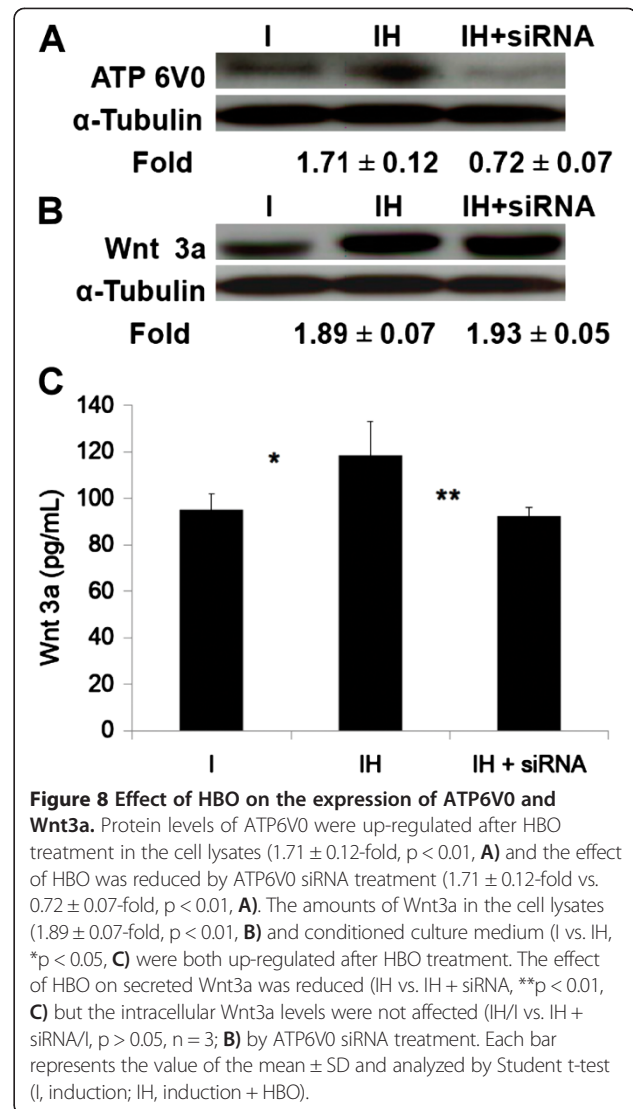 A
I IH IH+siRNA
ATP 6V0
α-Tubulin
Fold 1.71 ± 0.12 0.72 ± 0.07
B
I IH IH+siRNA
Wnt 3a
α-Tubulin
Fold 1.89 ± 0.07 1.93 ± 0.05
C
Wnt 3a (pg/mL)
140
120
100
80
60
40
20
0
*
**
I IH IH + siRNA
Figure 8 Effect of HBO on the expression of ATP6V0 and
Wnt3a. Protein levels of ATP6V0 were up-regulated after HBO
treatment in the cell lysates (1.71 ± 0.12-fold, p < 0.01, A) and the effect
of HBO was reduced by ATP6V0 siRNA treatment (1.71 ± 0.12-fold vs.
0.72 ± 0.07-fold, p < 0.01, A). The amounts of Wnt3a in the cell lysates
(1.89 ± 0.07-fold, p < 0.01, B) and conditioned culture medium (I vs. IH,
*p < 0.05, C) were both up-regulated after HBO treatment. The effect
of HBO on secreted Wnt3a was reduced (IH vs. IH + siRNA, **p < 0.01,
C) but the intracellular Wnt3a levels were not affected (IH/I vs. IH +
siRNA/I, p > 0.05, n = 3; B) by ATP6V0 siRNA treatment. Each bar
represents the value of the mean ± SD and analyzed by Student t-test
(I, induction; IH, induction + HBO).